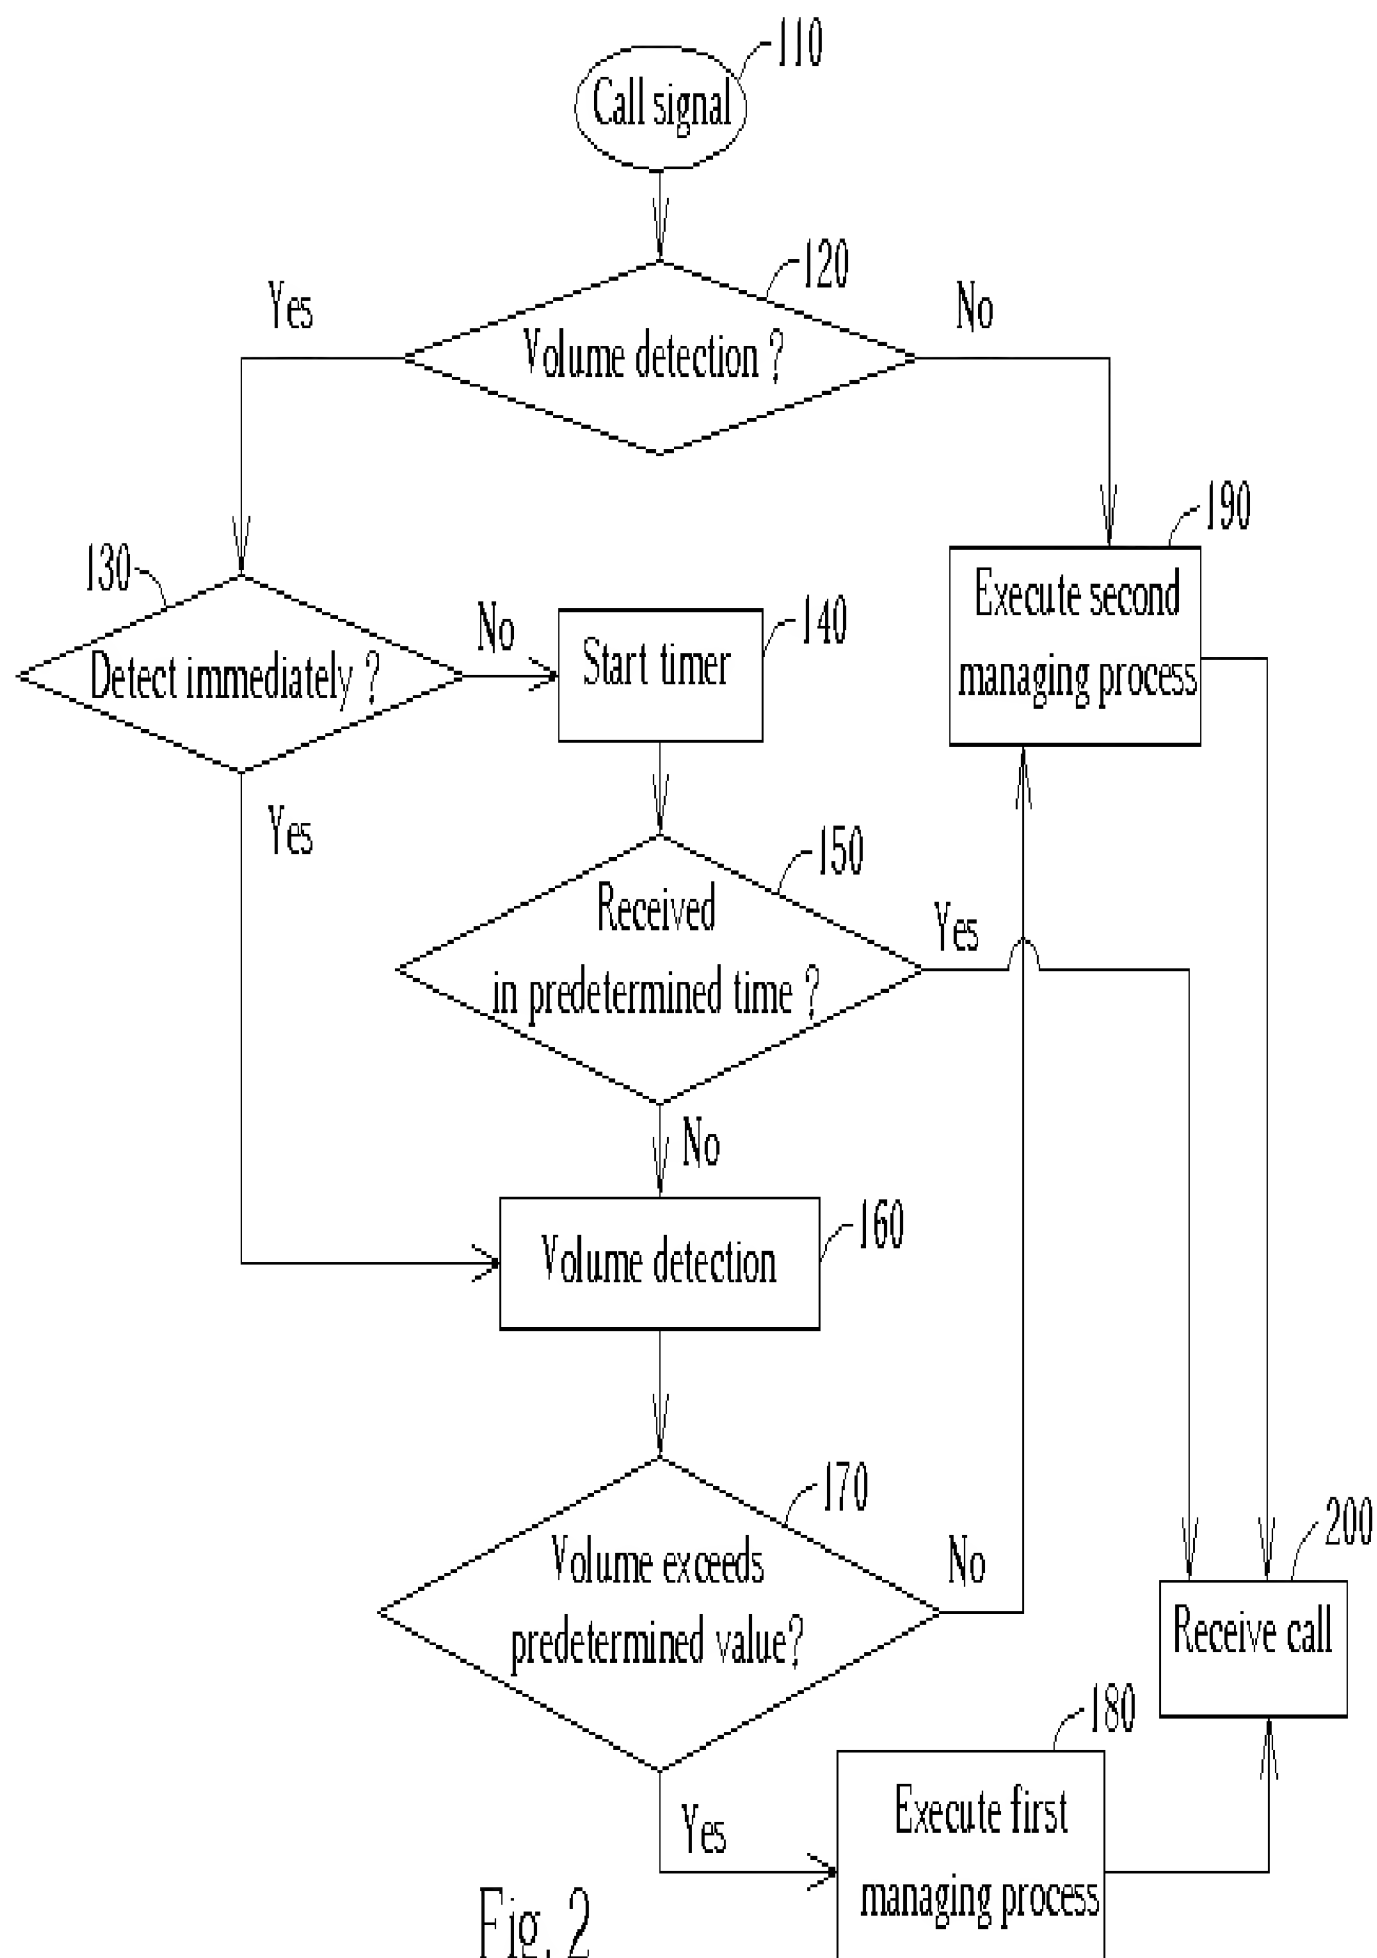 110
Call signal
120
Yes
No
Volume detection ?
190
130
Execute second
managing process
No
140
Detect immediately ?
Start timer
Yes
150
Received
in predetermined time ?
Yes
No
160
Volume detection
170
Volume exceeds
predetermined value?
No
200
Receive call
180
Yes
Execute first
managing process
Fig. 2